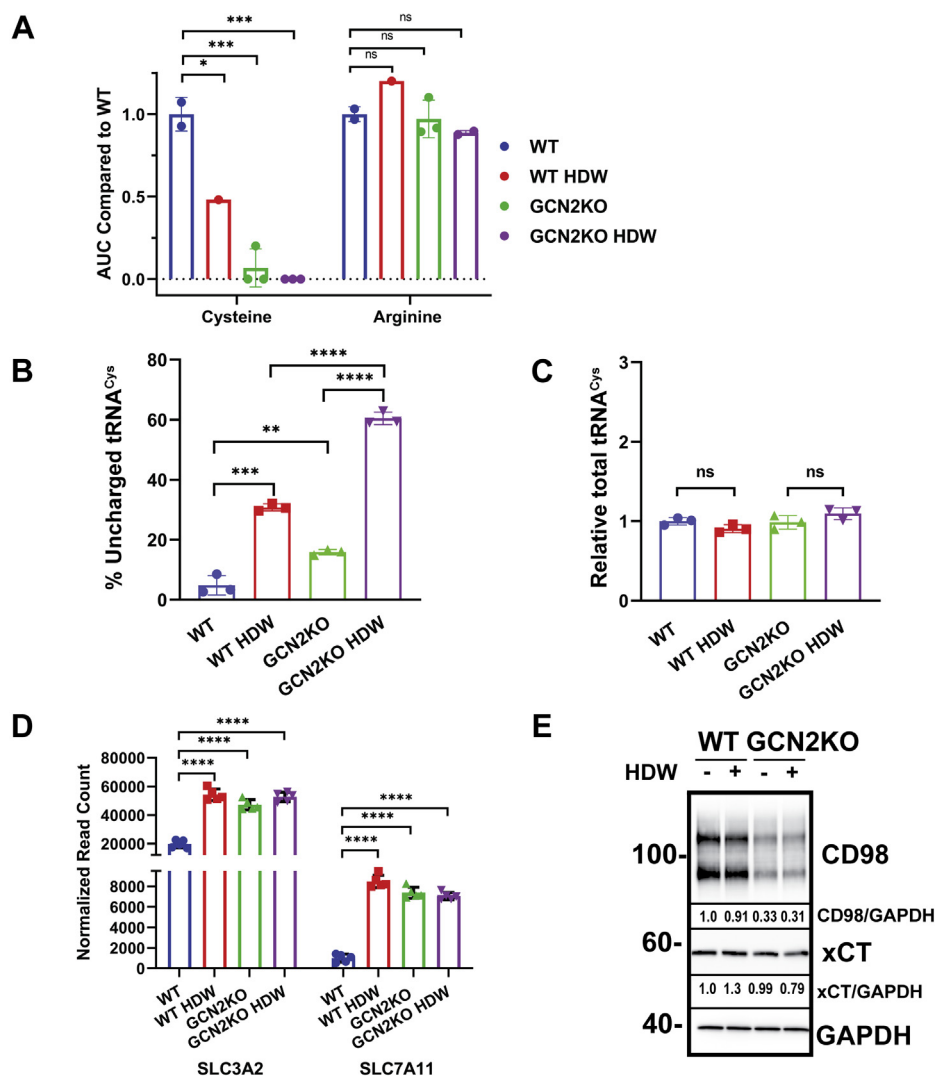 A
***
***
*
ns
ns
ns
AUC Compared to WT
1.0
0.5
0.0
Cysteine
Arginine
WT
WT HDW
GCN2KO
GCN2KO HDW
B
% Uncharged tRNA^Cys
80
60
40
20
0
****
****
**
***
WT
WT HDW
GCN2KO
GCN2KO HDW
C
Relative total tRNA^Cys
3
2
1
0
ns
ns
WT
WT HDW
GCN2KO
GCN2KO HDW
D
Normalized Read Count
80000
60000
40000
20000
8000
6000
4000
2000
0
****
****
****
****
****
****
WT
WT HDW
GCN2KO
GCN2KO HDW
WT
WT HDW
GCN2KO
GCN2KO HDW
SLC3A2
SLC7A11
E
WT GCN2KO
HDW - + - +
100-
CD98
1.0 0.91 0.33 0.31 CD98/GAPDH
60-
xCT
1.0 1.3 0.99 0.79 xCT/GAPDH
40-
GAPDH